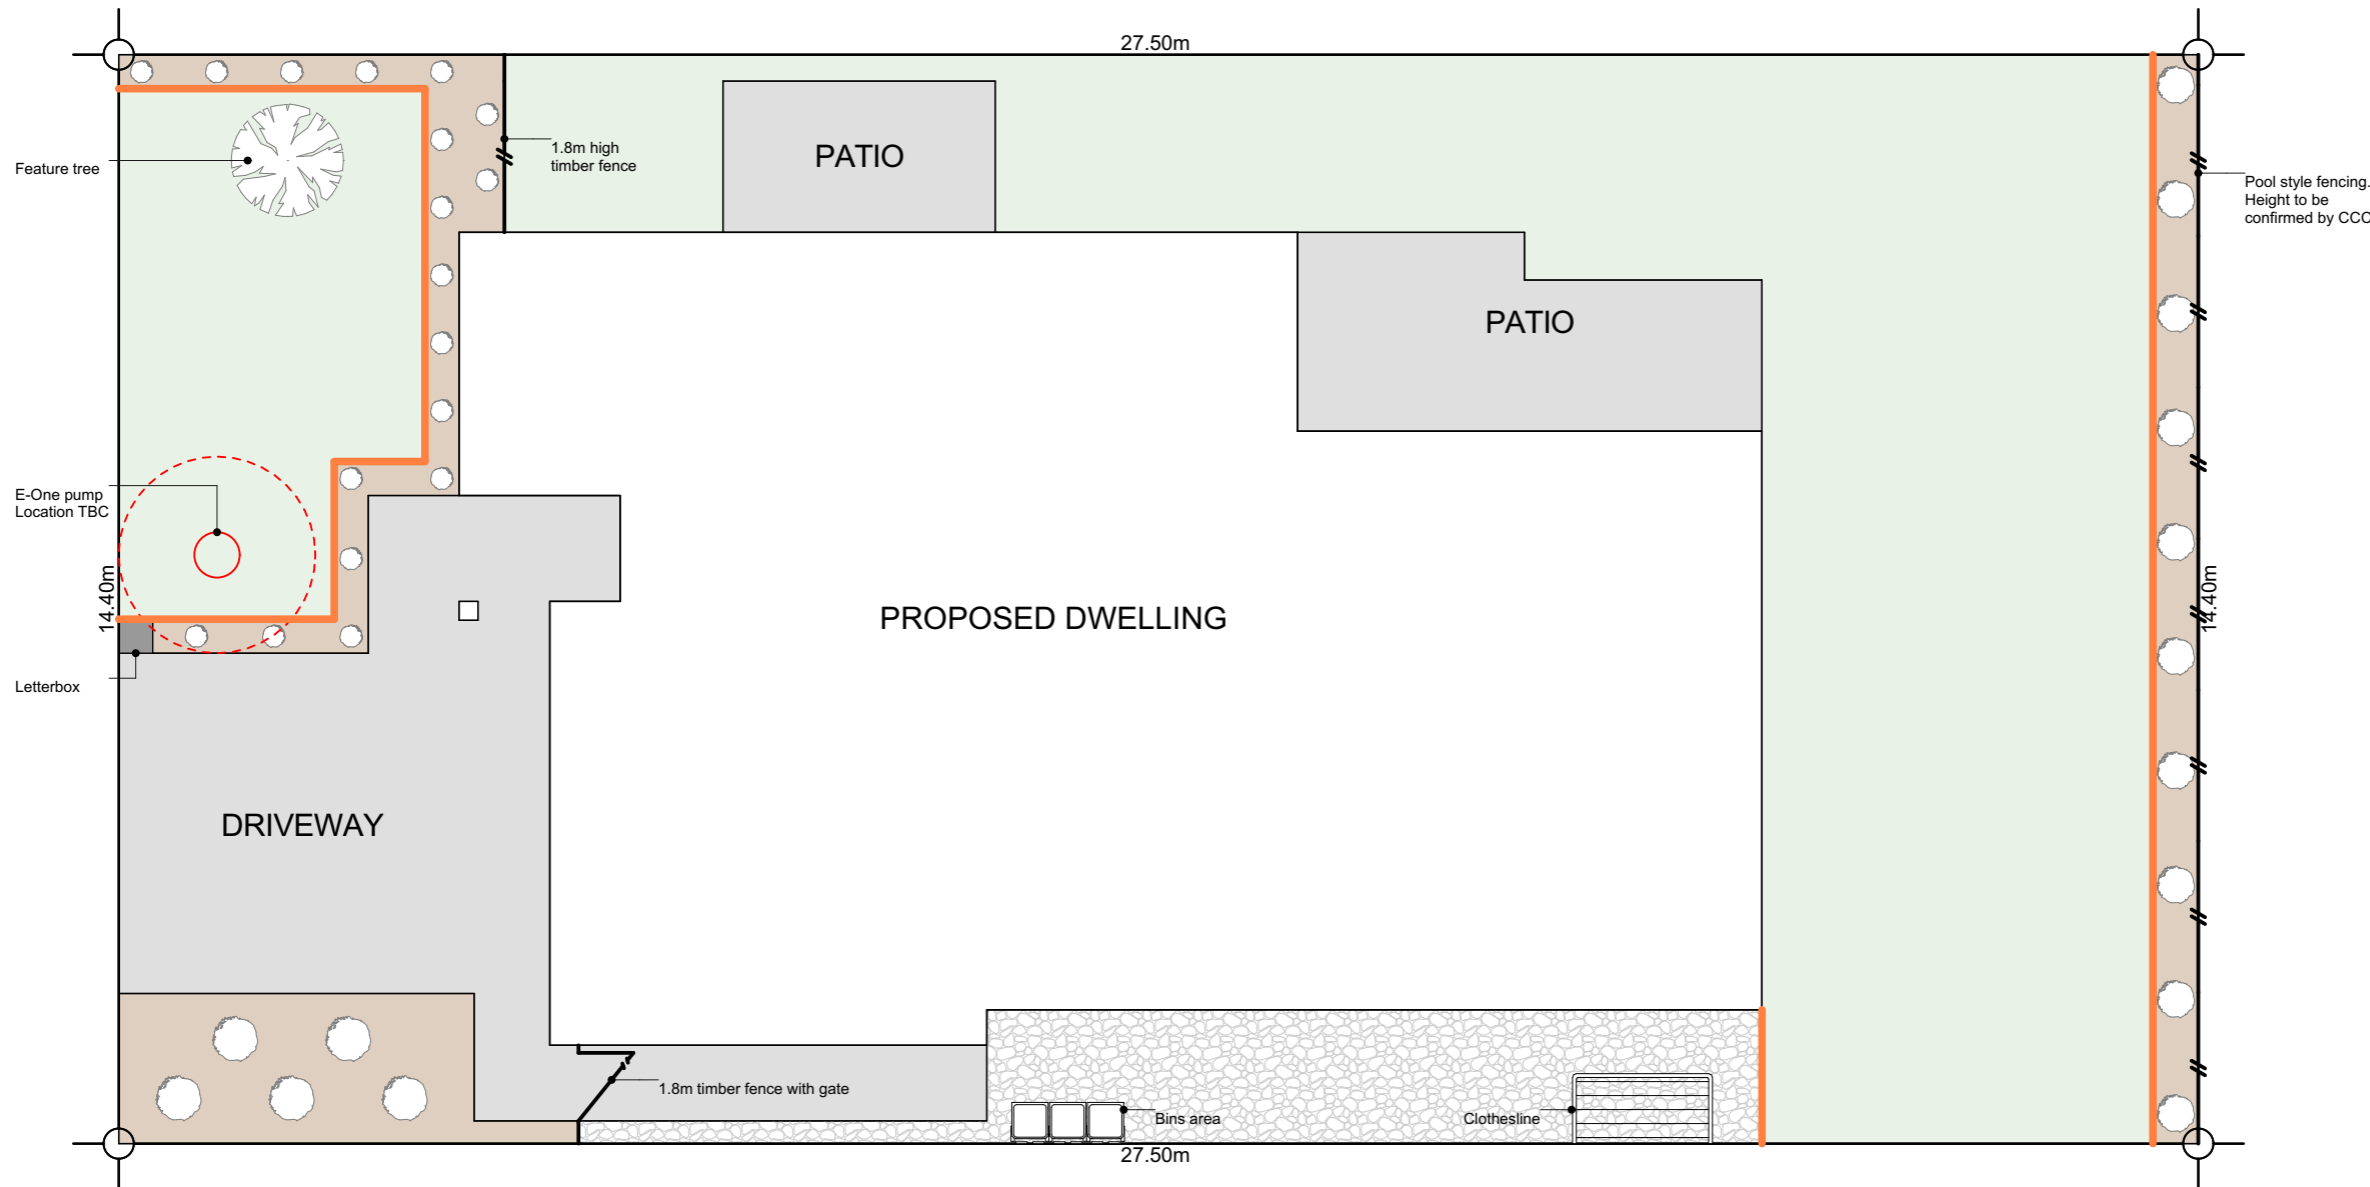 27.50m
PATIO
1.8m high
timber fence
Feature tree
Pool style fencing.
Height to be
confirmed by CCC
PATIO
E-One pump
Location TBC
14.40m
14.40m
PROPOSED DWELLING
Letterbox
DRIVEWAY
1.8m timber fence with gate
Bins area
Clothesline
27.50m